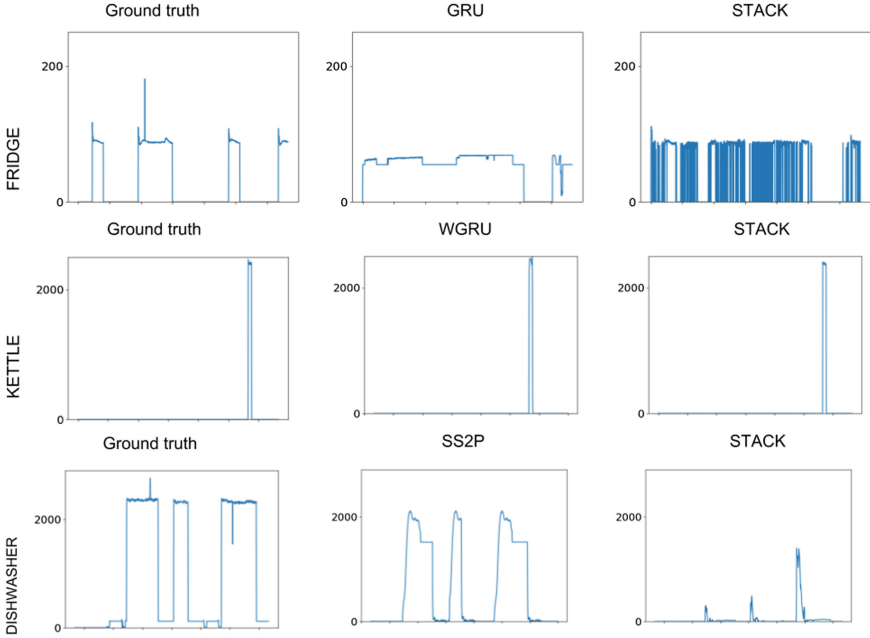 Ground truth GRU STACK
FRIDGE
200 200 200
0 0 0
Ground truth WGRU STACK
KETTLE
2000 2000 2000
0 0 0
Ground truth SS2P STACK
DISHWASHER
2000 2000 2000
0 0 0